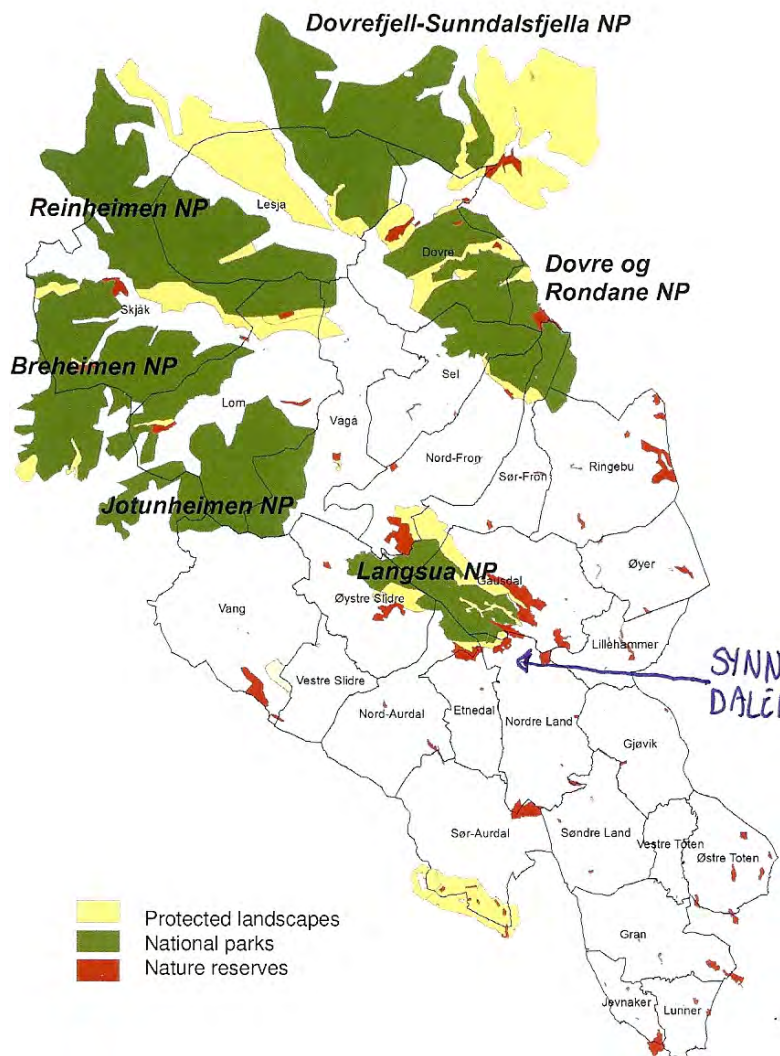 Dovrefjell-Sunndalsfjella NP
Reinheimen NP
Lesja
Dovre
Dovre og
Rondane NP
Skjåk
Breheimen NP
Sel
Lom
Vågå
Nord-Fron
Sør-Fron
Ringebu
Jotunheimen NP
Langsua NP
Gausdal
Øyer
Øystre Slidre
Vang
Lillehammer
SYNN
Vestre Slidre
DALEN
Nord-Aurdal
Etnedal
Nordre Land
Gjøvik
Sør-Aurdal
Søndre Land
Vestre Toten
Østre Toten
Protected landscapes
National parks
Gran
Nature reserves
Jevnaker
Lunner